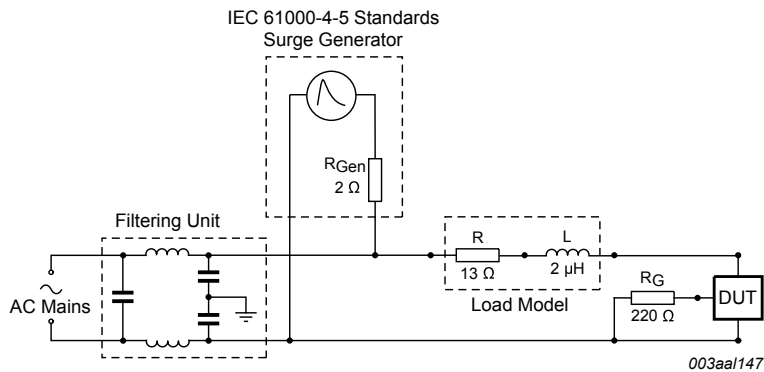 IEC 61000-4-5 Standards
Surge Generator
RGen
2 Ω
Filtering Unit
AC Mains
R
13 Ω
L
2 μH
Load Model
RG
220 Ω
DUT
003aal147